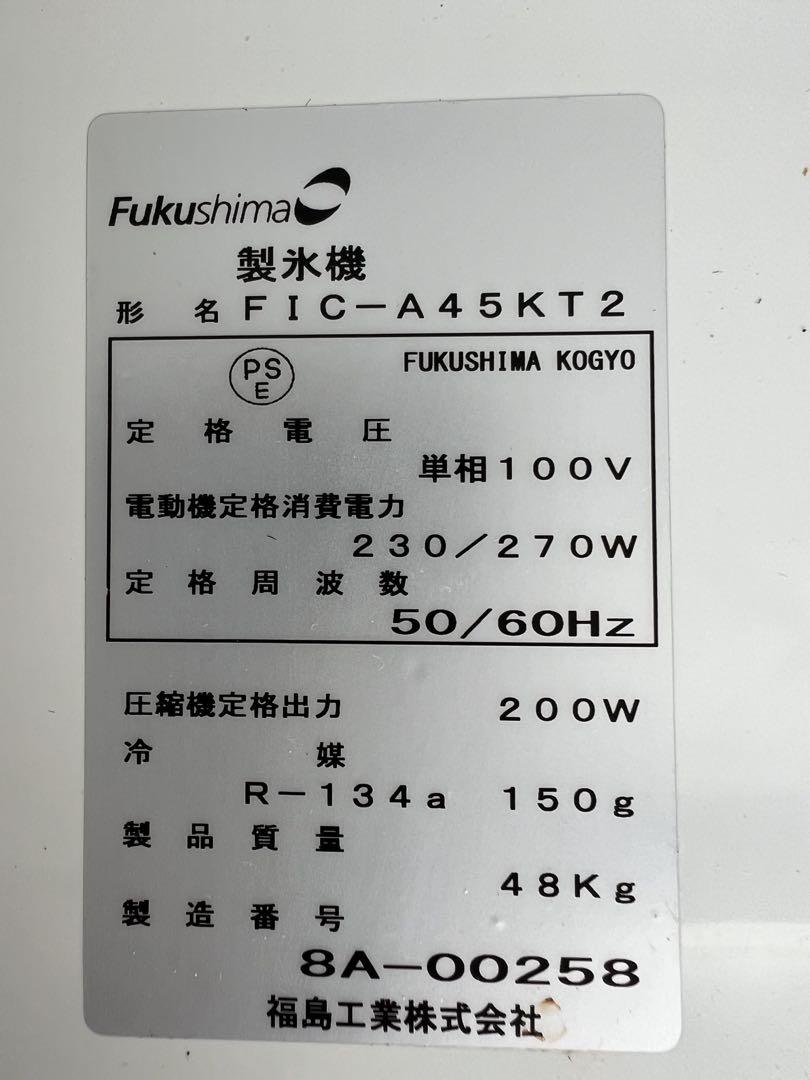 Fukushima
製氷機
形名 FIC-A45KT2
PSE FUKUSHIMA KOGYO
定格電圧
単相100V
電動機定格消費電力
230/270W
定格周波数
50/60Hz
圧縮機定格出力 200W
冷媒
R-134a 150g
製品質量
48Kg
製造番号
8A-00258
福島工業株式会社